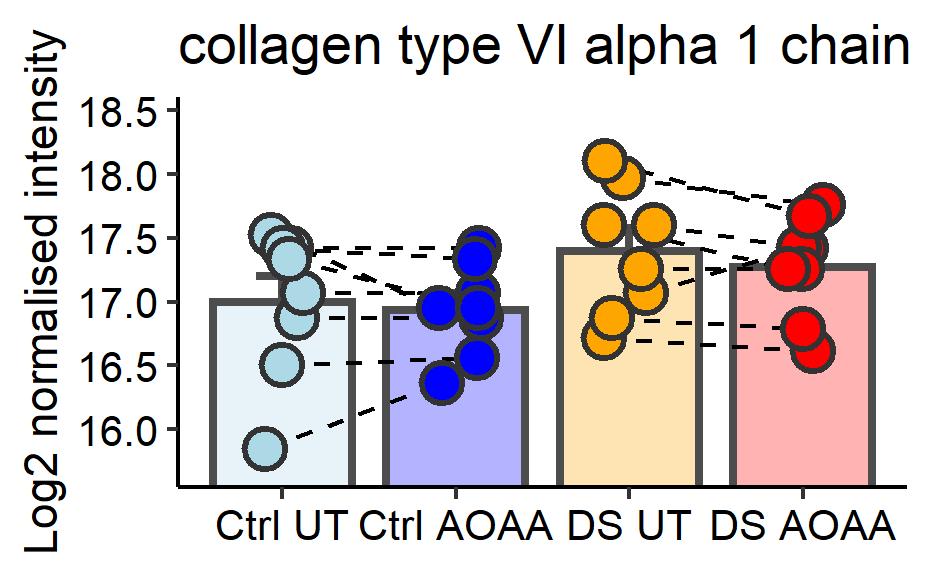 collagen type VI alpha 1 chain
Log2 normalised intensity
18.5
18.0
17.5
17.0
16.5
16.0
Ctrl UT Ctrl AOAA DS UT DS AOAA